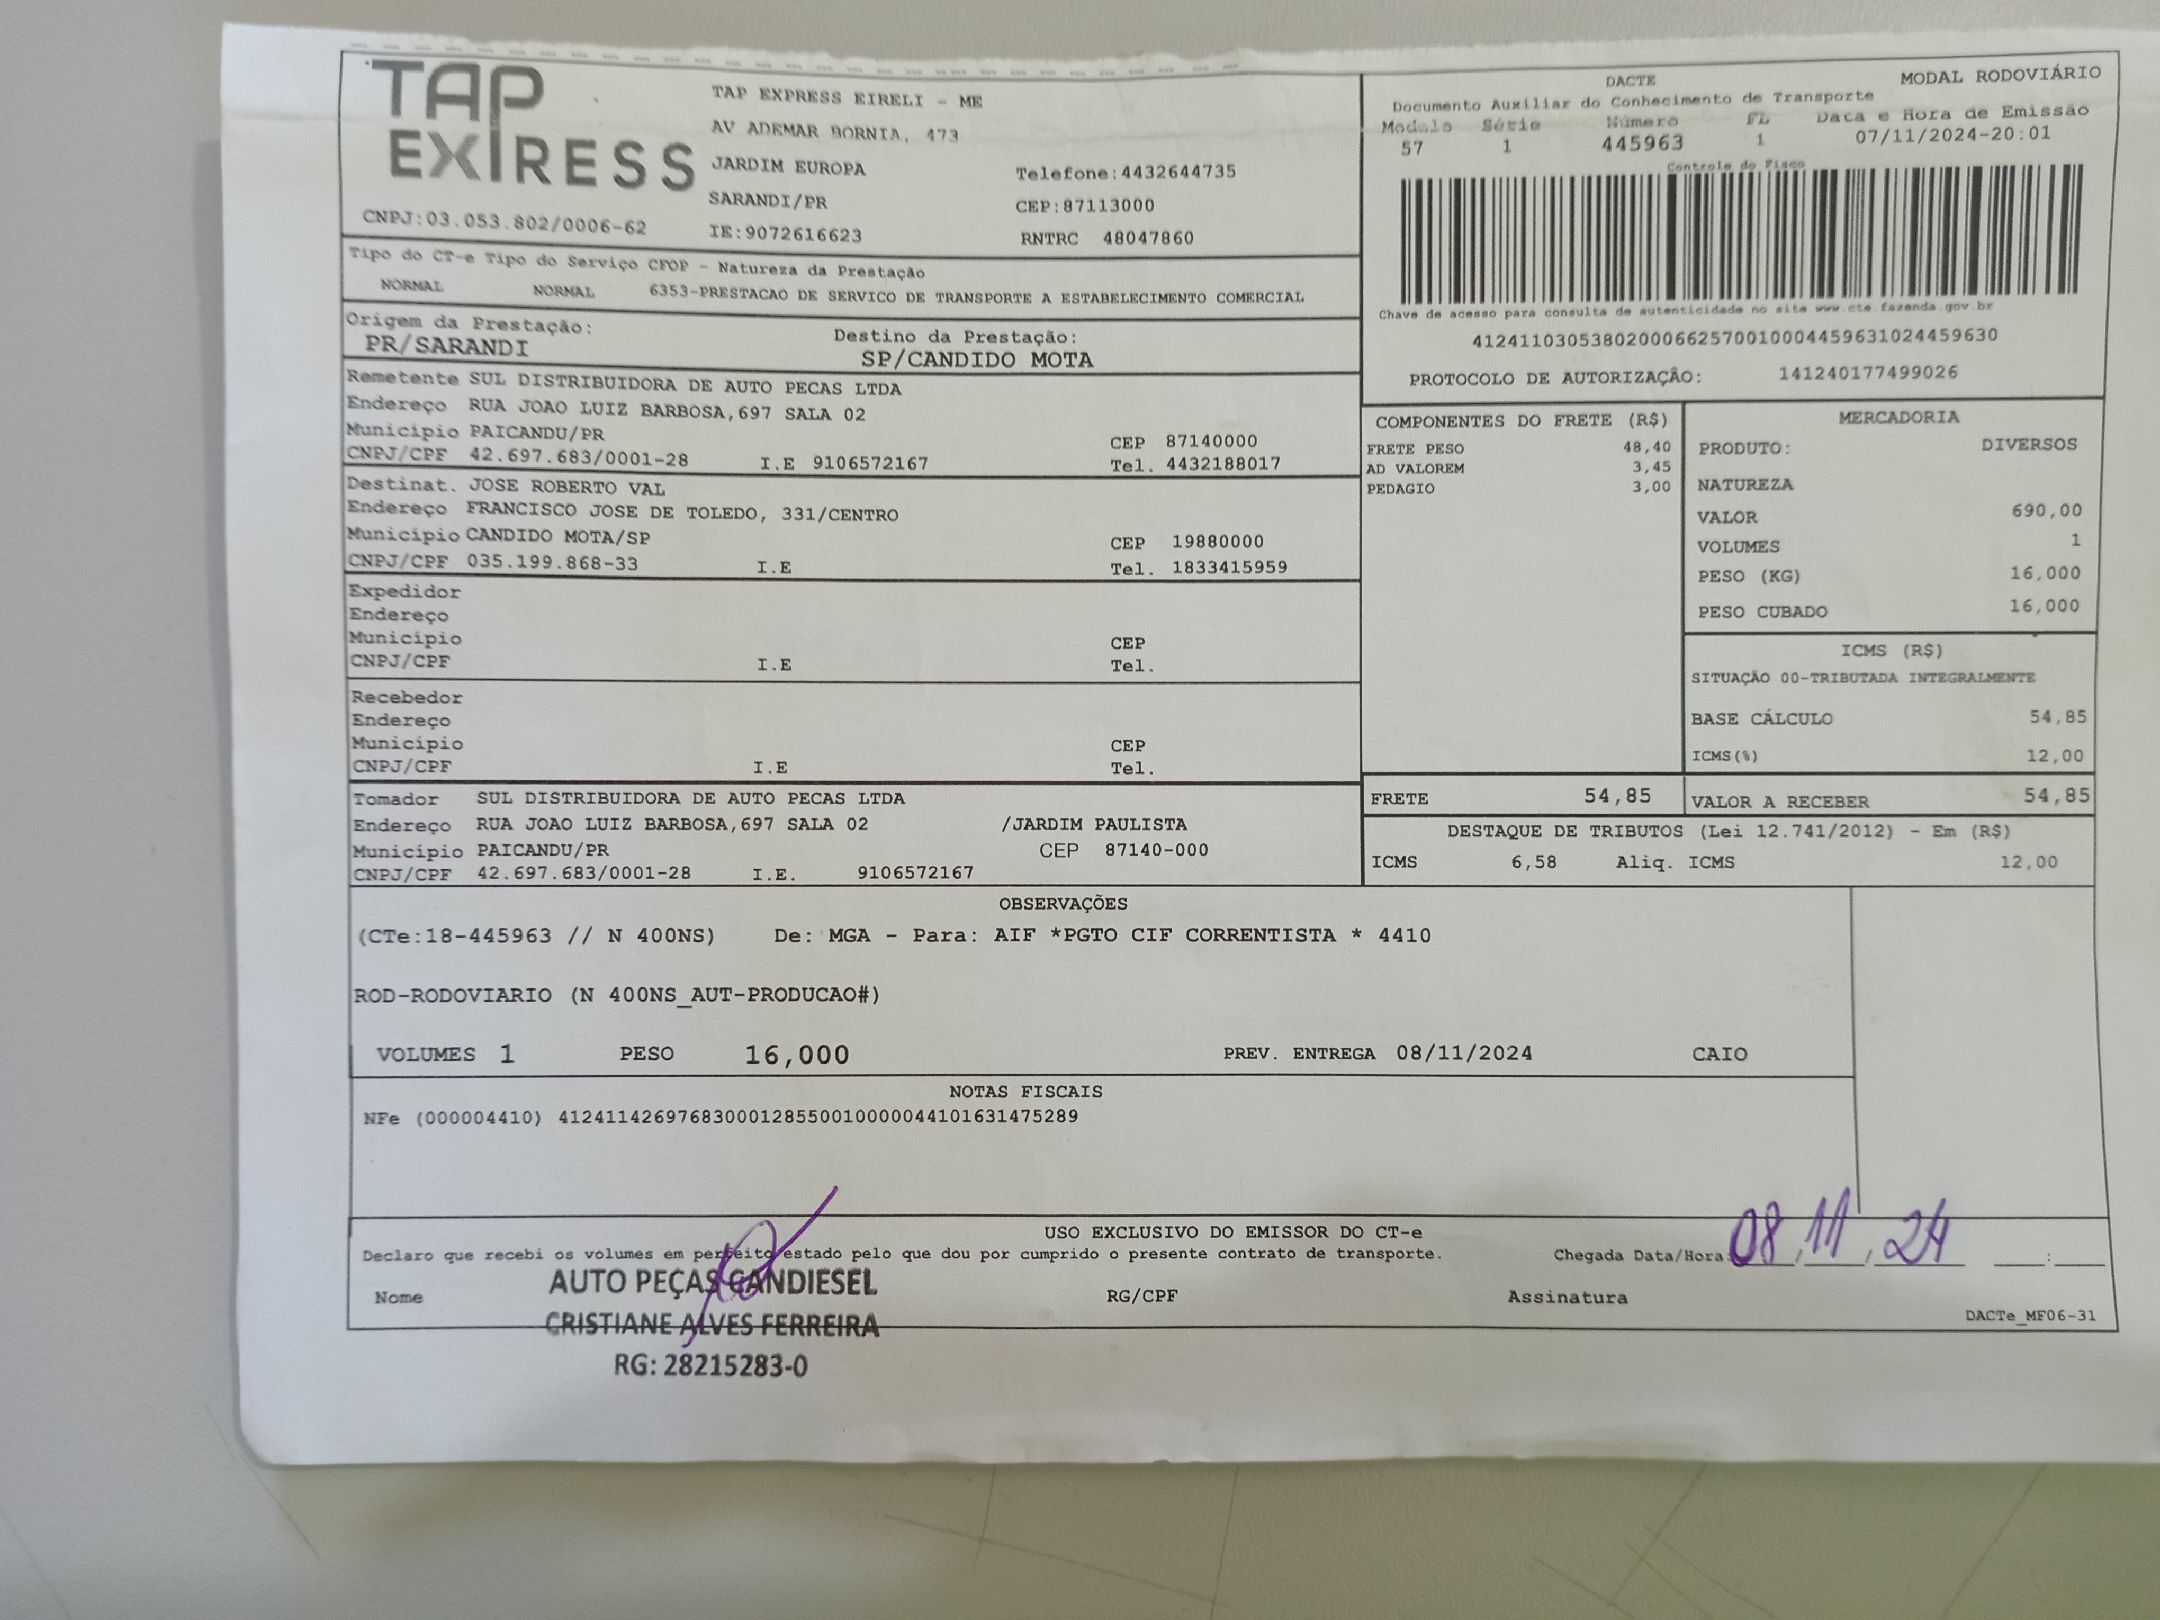 TAP
EXPRESS
CNPJ:03.053.802/0006-62
TAP EXPRESS EIRELI - ME
AV ADEMAR BORNIA, 473
JARDIM EUROPA
SARANDI/PR
IE:9072616623
Telefone:4432644735
CEP:87113000
RNTRC 48047860
DACTE
MODAL RODOVIÁRIO
Documento Auxiliar do Conhecimento de Transporte
Modelo Série Número FL Data e Hora de Emissão
57 1 445963 1 07/11/2024-20:01
Controle do Fisco
Chave de acesso para consulta de autenticidade no site www.cte.fazenda.gov.br
41241103053802000662570010004459631024459630
PROTOCOLO DE AUTORIZAÇÂO: 141240177499026
Tipo do CT-e Tipo do Serviço CFOP - Natureza da Prestação
NORMAL NORMAL 6353-PRESTACAO DE SERVICO DE TRANSPORTE A ESTABELECIMENTO COMERCIAL
Origem da Prestação: Destino da Prestação:
PR/SARANDI SP/CANDIDO MOTA
Remetente SUL DISTRIBUIDORA DE AUTO PECAS LTDA
Endereço RUA JOAO LUIZ BARBOSA,697 SALA 02
Município PAICANDU/PR CEP 87140000
CNPJ/CPF 42.697.683/0001-28 I.E 9106572167 Tel. 4432188017
Destinat. JOSE ROBERTO VAL
Endereço FRANCISCO JOSE DE TOLEDO, 331/CENTRO
Município CANDIDO MOTA/SP CEP 19880000
CNPJ/CPF 035.199.868-33 I.E Tel. 1833415959
Expedidor
Endereço
Município CEP
CNPJ/CPF I.E Tel.
Recebedor
Endereço
Município CEP
CNPJ/CPF I.E Tel.
Tomador SUL DISTRIBUIDORA DE AUTO PECAS LTDA
Endereço RUA JOAO LUIZ BARBOSA,697 SALA 02 /JARDIM PAULISTA
Município PAICANDU/PR CEP 87140-000
CNPJ/CPF 42.697.683/0001-28 I.E. 9106572167
COMPONENTES DO FRETE (R$)
FRETE PESO 48,40
AD VALOREM 3,45
PEDAGIO 3,00
MERCADORIA
PRODUTO: DIVERSOS
NATUREZA
VALOR 690,00
VOLUMES 1
PESO (KG) 16,000
PESO CUBADO 16,000
ICMS (R$)
SITUAÇÃO 00-TRIBUTADA INTEGRALMENTE
BASE CÁLCULO 54,85
ICMS(%) 12,00
FRETE 54,85 VALOR A RECEBER 54,85
DESTAQUE DE TRIBUTOS (Lei 12.741/2012) - Em (R$)
ICMS 6,58 Aliq. ICMS 12,00
OBSERVAÇÕES
(CTe:18-445963 // N 400NS) De: MGA - Para: AIF *PGTO CIF CORRENTISTA * 4410
ROD-RODOVIARIO (N 400NS_AUT-PRODUCAO#)
VOLUMES 1 PESO 16,000 PREV. ENTREGA 08/11/2024 CAIO
NOTAS FISCAIS
NFe (000004410) 41241142697683000128550010000044101631475289
USO EXCLUSIVO DO EMISSOR DO CT-e
Declaro que recebi os volumes em perfeito estado pelo que dou por cumprido o presente contrato de transporte. Chegada Data/Hora: 08/11/24 :
Nome RG/CPF Assinatura
AUTO PEÇAS CANDIESEL
CRISTIANE ALVES FERREIRA
RG: 28215283-0
DACTe_MF06-31